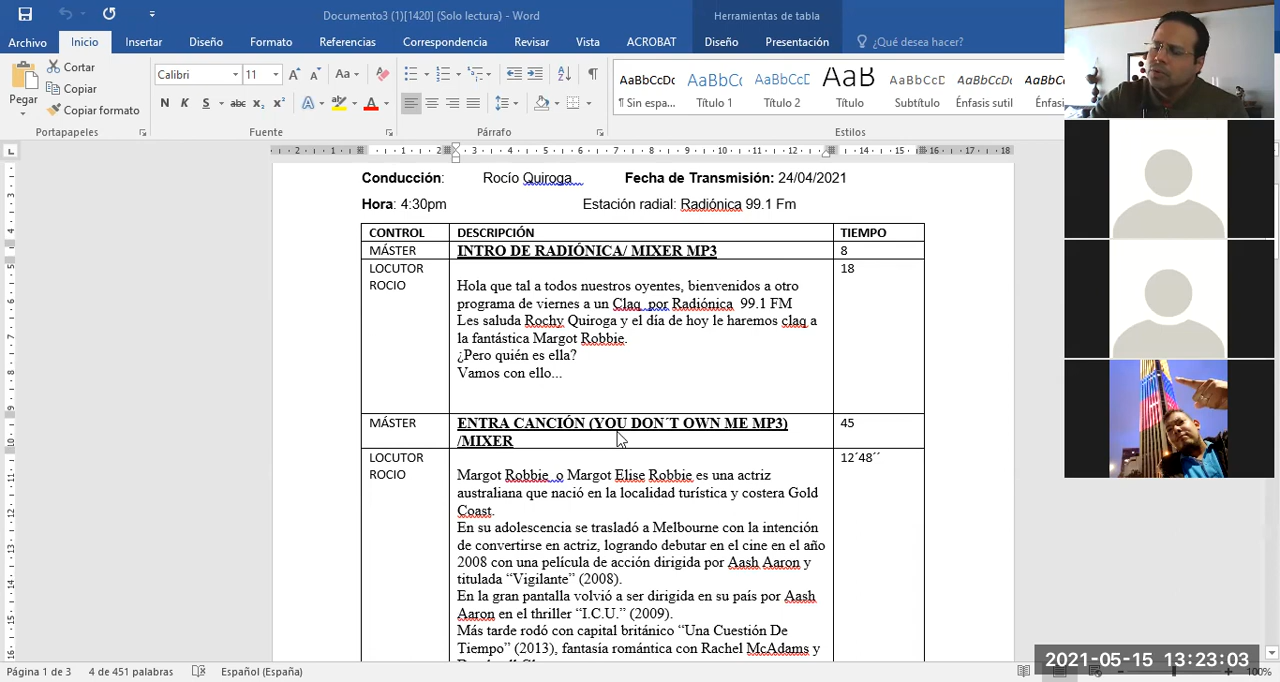 Documento3 (1)[1420] (Solo lectura) - Word
Herramientas de tabla
Archivo Inicio Insertar Diseño Formato Referencias Correspondencia Revisar Vista ACROBAT Diseño Presentación ¿Qué desea hacer?
Pegar
Cortar
Copiar
Copiar formato
Calibri 11
Aa
N K S abc x₂ x²
AaBbCcDc AaBbCc AaBbCcD AaB AaBbCcD AaBbCcDc AaBbCcDc
¶ Sin espa... Título 1 Título 2 Título Subtítulo Énfasis sutil Énfasis
Portapapeles Fuente Párrafo Estilos
Conducción: Rocío Quiroga Fecha de Transmisión: 24/04/2021
Hora: 4:30pm Estación radial: Radiónica 99.1 Fm
CONTROL DESCRIPCIÓN TIEMPO
MÁSTER INTRO DE RADIÓNICA/ MIXER MP3 8
LOCUTOR 18
ROCIO
Hola que tal a todos nuestros oyentes, bienvenidos a otro
programa de viernes a un Claq por Radiónica 99.1 FM
Les saluda Rochy Quiroga y el día de hoy le haremos claq a
la fantástica Margot Robbie.
¿Pero quién es ella?
Vamos con ello...
MÁSTER ENTRA CANCIÓN (YOU DON´T OWN ME MP3) 45
/MIXER
LOCUTOR 12´48´´
ROCIO
Margot Robbie o Margot Elise Robbie es una actriz
australiana que nació en la localidad turística y costera Gold
Coast.
En su adolescencia se trasladó a Melbourne con la intención
de convertirse en actriz, logrando debutar en el cine en el año
2008 con una película de acción dirigida por Aash Aaron y
titulada “Vigilante” (2008).
En la gran pantalla volvió a ser dirigida en su país por Aash
Aaron en el thriller “I.C.U.” (2009).
Más tarde rodó con capital británico “Una Cuestión De
Tiempo” (2013), fantasía romántica con Rachel McAdams y
Página 1 de 3 4 de 451 palabras Español (España) 100%
2021-05-15 13:23:03